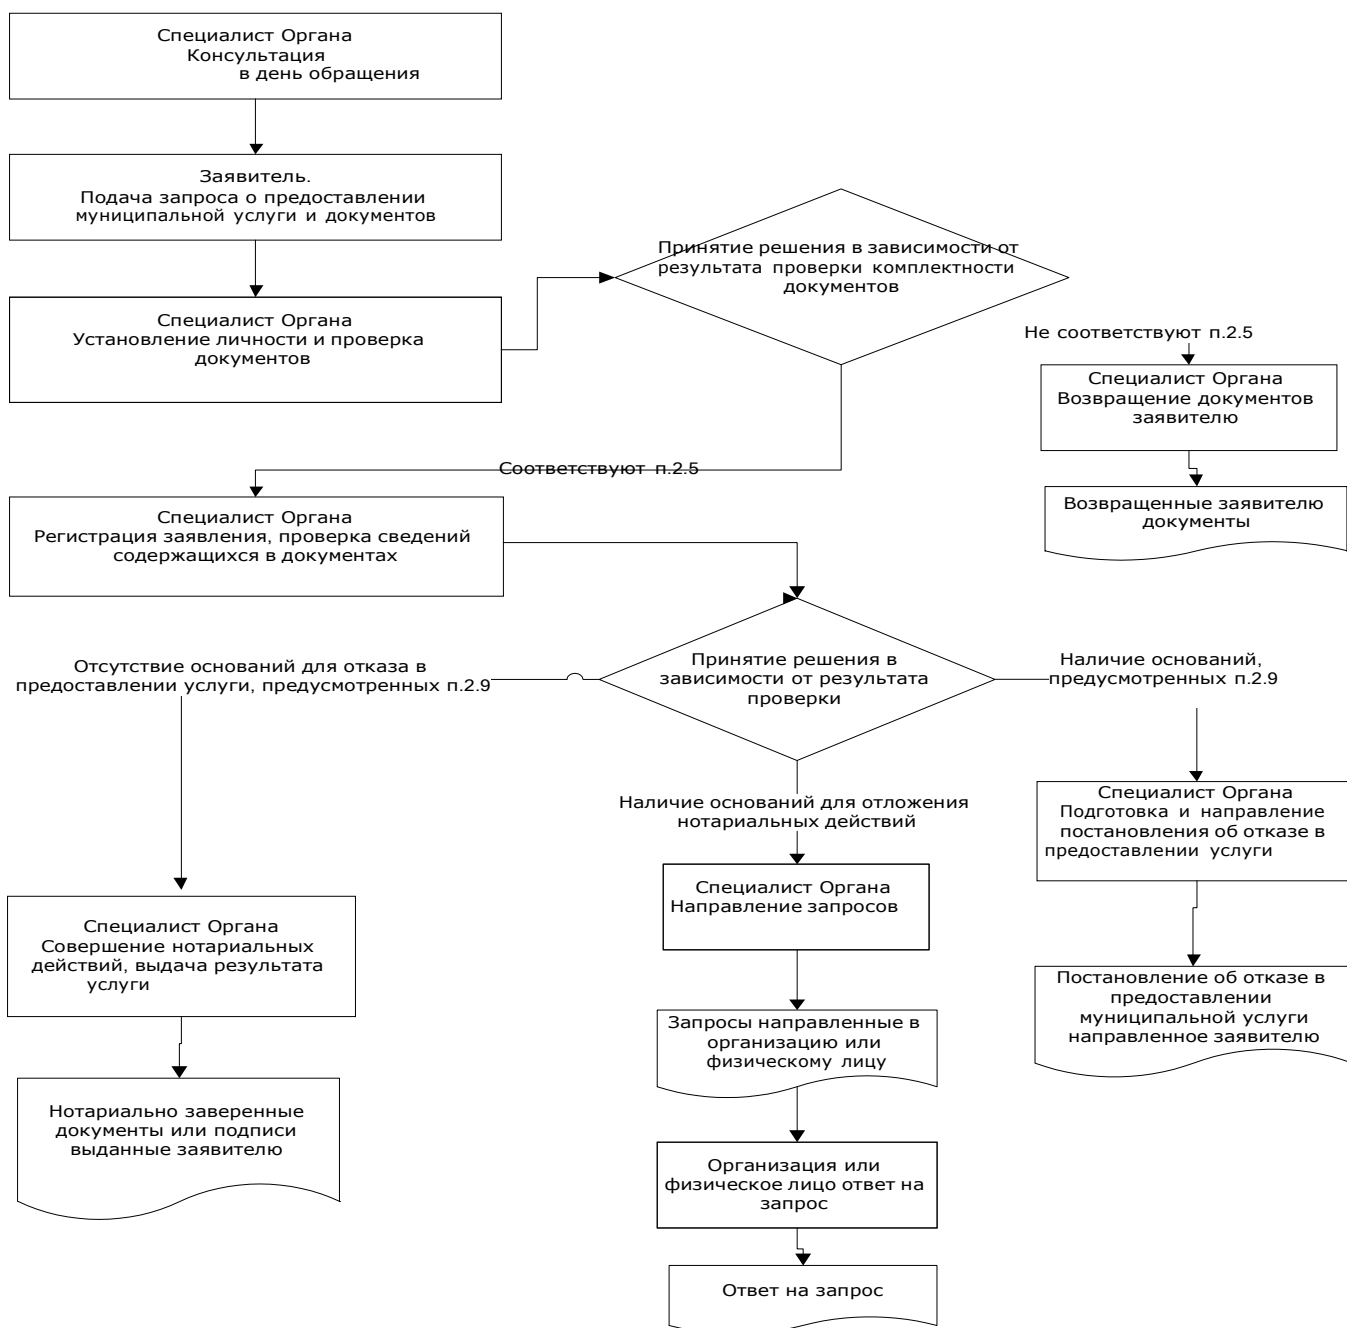 Специалист Органа
Консультация
в день обращения
Заявитель.
Подача запроса о предоставлении
муниципальной услуги и документов
Принятие решения в зависимости от
результата проверки комплектности
документов
Специалист Органа
Установление личности и проверка
документов
Не соответствуют п.2.5
Специалист Органа
Возвращение документов
заявителю
Соответствуют п.2.5
Возвращенные заявителю
документы
Специалист Органа
Регистрация заявления, проверка сведений
содержащихся в документах
Отсутствие оснований для отказа в
предоставлении услуги, предусмотренных п.2.9
Принятие решения в
зависимости от результата
проверки
Наличие оснований,
предусмотренных п.2.9
Наличие оснований для отложения
нотариальных действий
Специалист Органа
Подготовка и направление
постановления об отказе в
предоставлении услуги
Специалист Органа
Направление запросов
Специалист Органа
Совершение нотариальных
действий, выдача результата
услуги
Постановление об отказе в
предоставлении
муниципальной услуги
направленное заявителю
Запросы направленные в
организацию или
физическому лицу
Нотариально заверенные
документы или подписи
выданные заявителю
Организация или
физическое лицо ответ на
запрос
Ответ на запрос